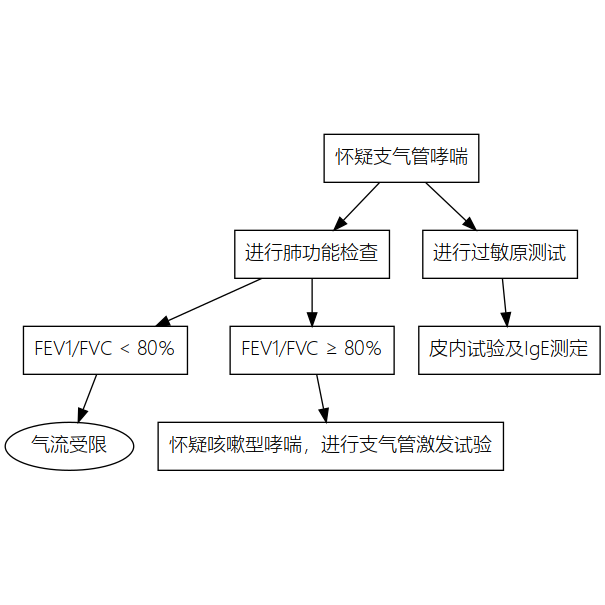 怀疑支气管哮喘
进行肺功能检查
进行过敏原测试
FEV1/FVC < 80%
FEV1/FVC ≥ 80%
皮内试验及IgE测定
气流受限
怀疑咳嗽型哮喘，进行支气管激发试验